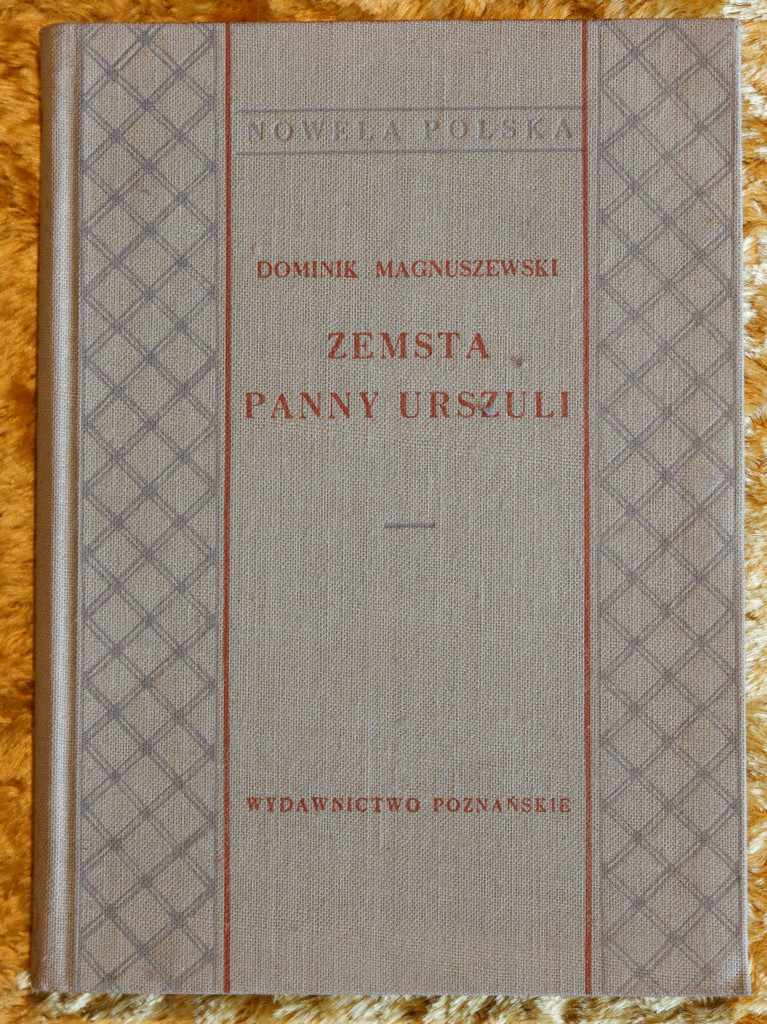 NOWELA POLSKA
DOMINIK MAGNUSZEWSKI
ZEMSTA
PANNY URSZULI
WYDAWNICTWO POZNAŃSKIE